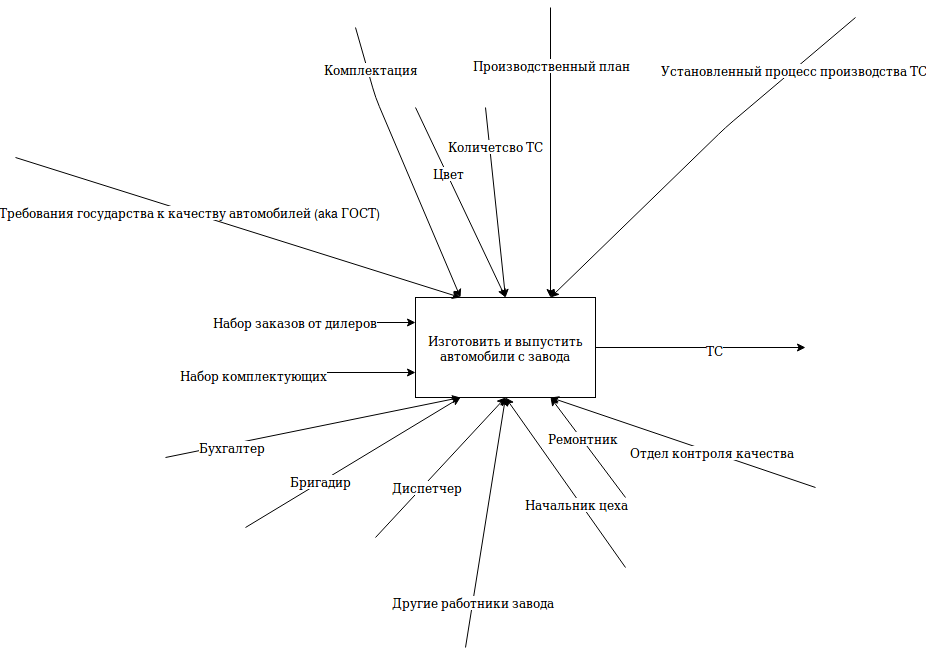 Комплектация
Производственный план
Установленный процесс производства ТС
Количетсво ТС
Цвет
Требования государства к качеству автомобилей (aka ГОСТ)
Набор заказов от дилеров
Изготовить и выпустить
автомобили с завода
ТС
Набор комплектующих
Бухгалтер
Ремонтник
Отдел контроля качества
Бригадир
Диспетчер
Начальник цеха
Другие работники завода